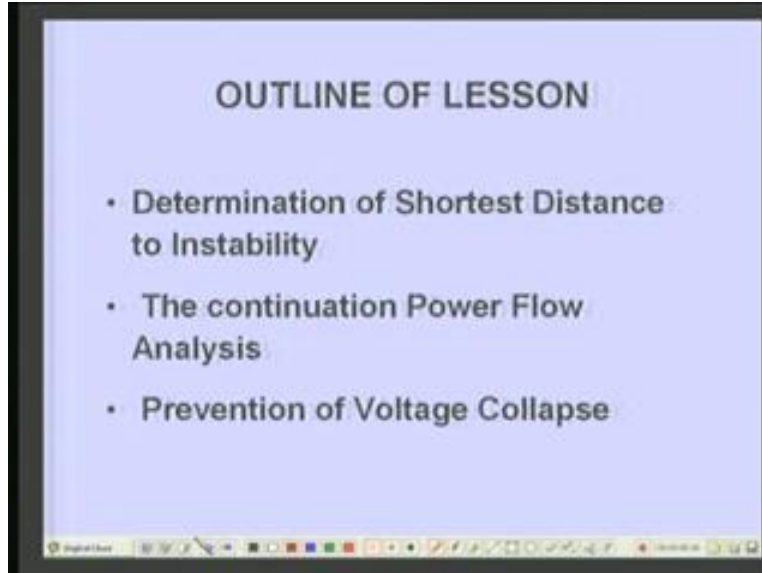 OUTLINE OF LESSON
• Determination of Shortest Distance
to Instability
• The continuation Power Flow
Analysis
• Prevention of Voltage Collapse